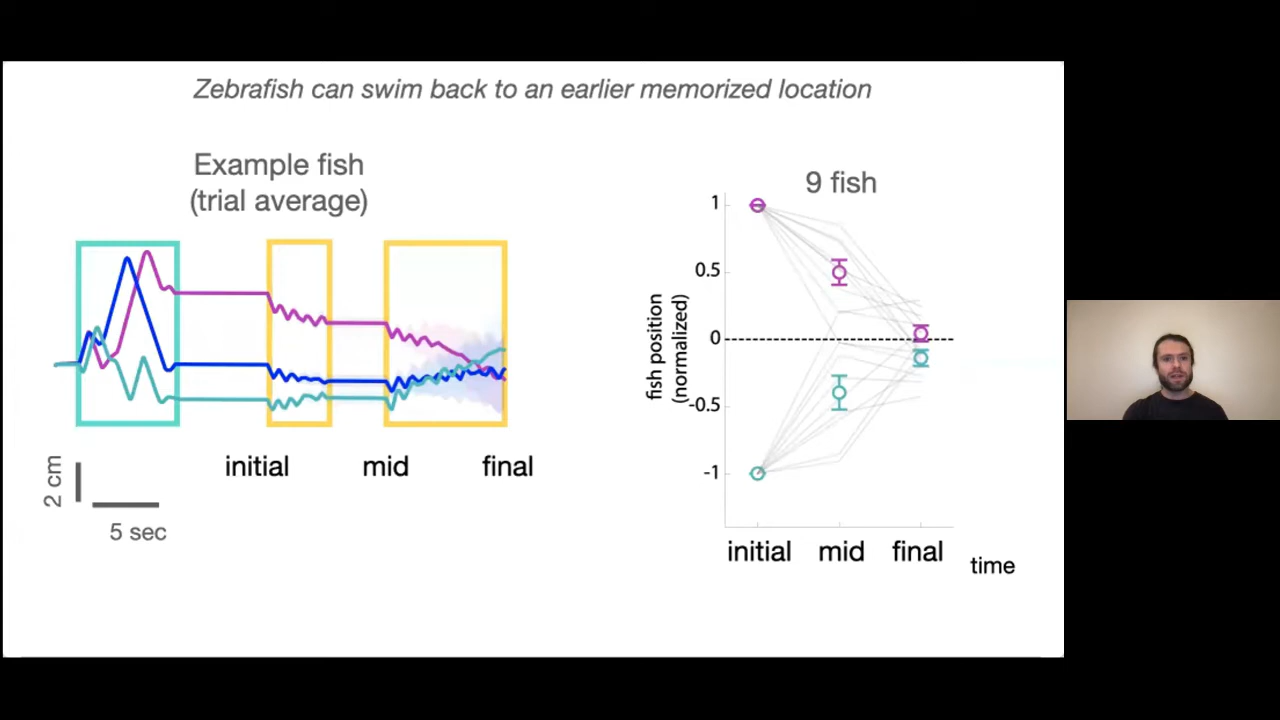 Zebrafish can swim back to an earlier memorized location
Example fish
(trial average)
initial
mid
final
2 cm
5 sec
9 fish
fish position
(normalized)
1
0.5
0
-0.5
-1
initial
mid
final
time